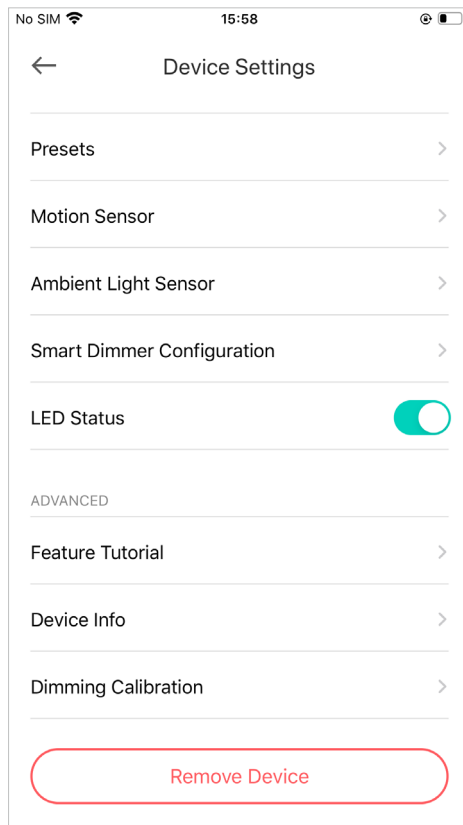 No SIM 15:58
Device Settings
Presets
Motion Sensor
Ambient Light Sensor
Smart Dimmer Configuration
LED Status
ADVANCED
Feature Tutorial
Device Info
Dimming Calibration
Remove Device